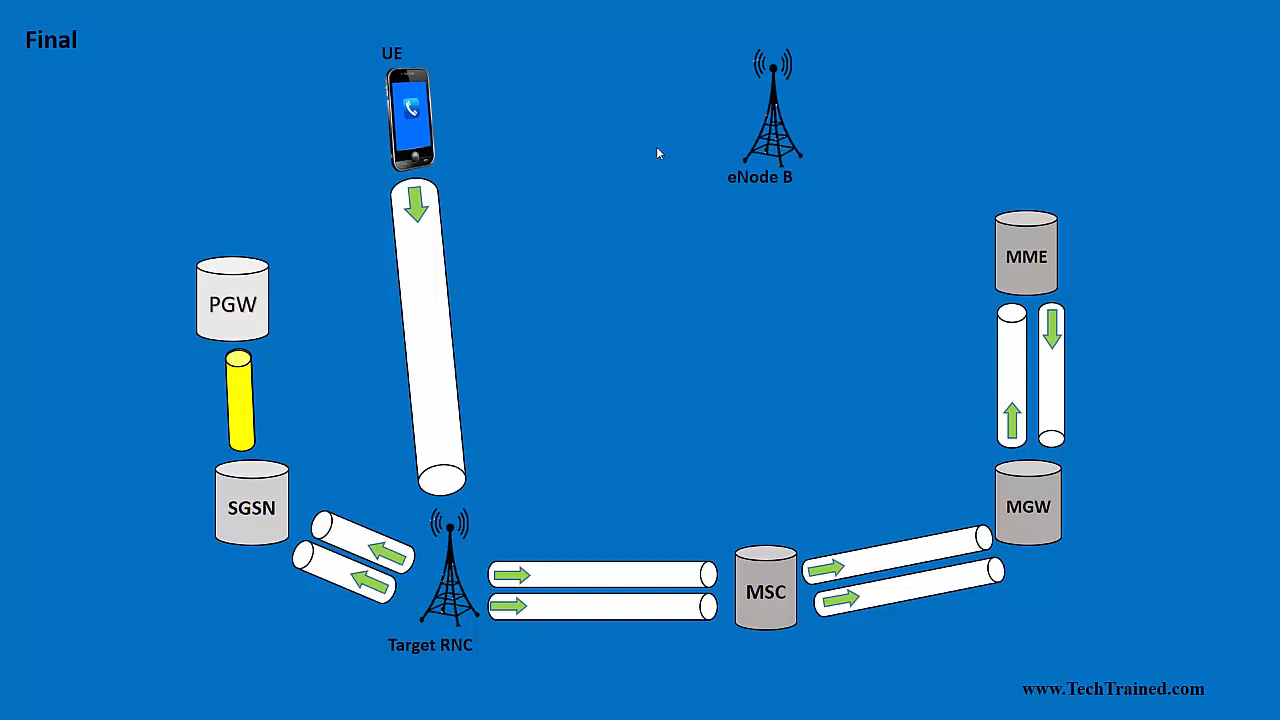 Final
UE
eNode B
MME
PGW
SGSN
MGW
MSC
Target RNC
www.TechTrained.com